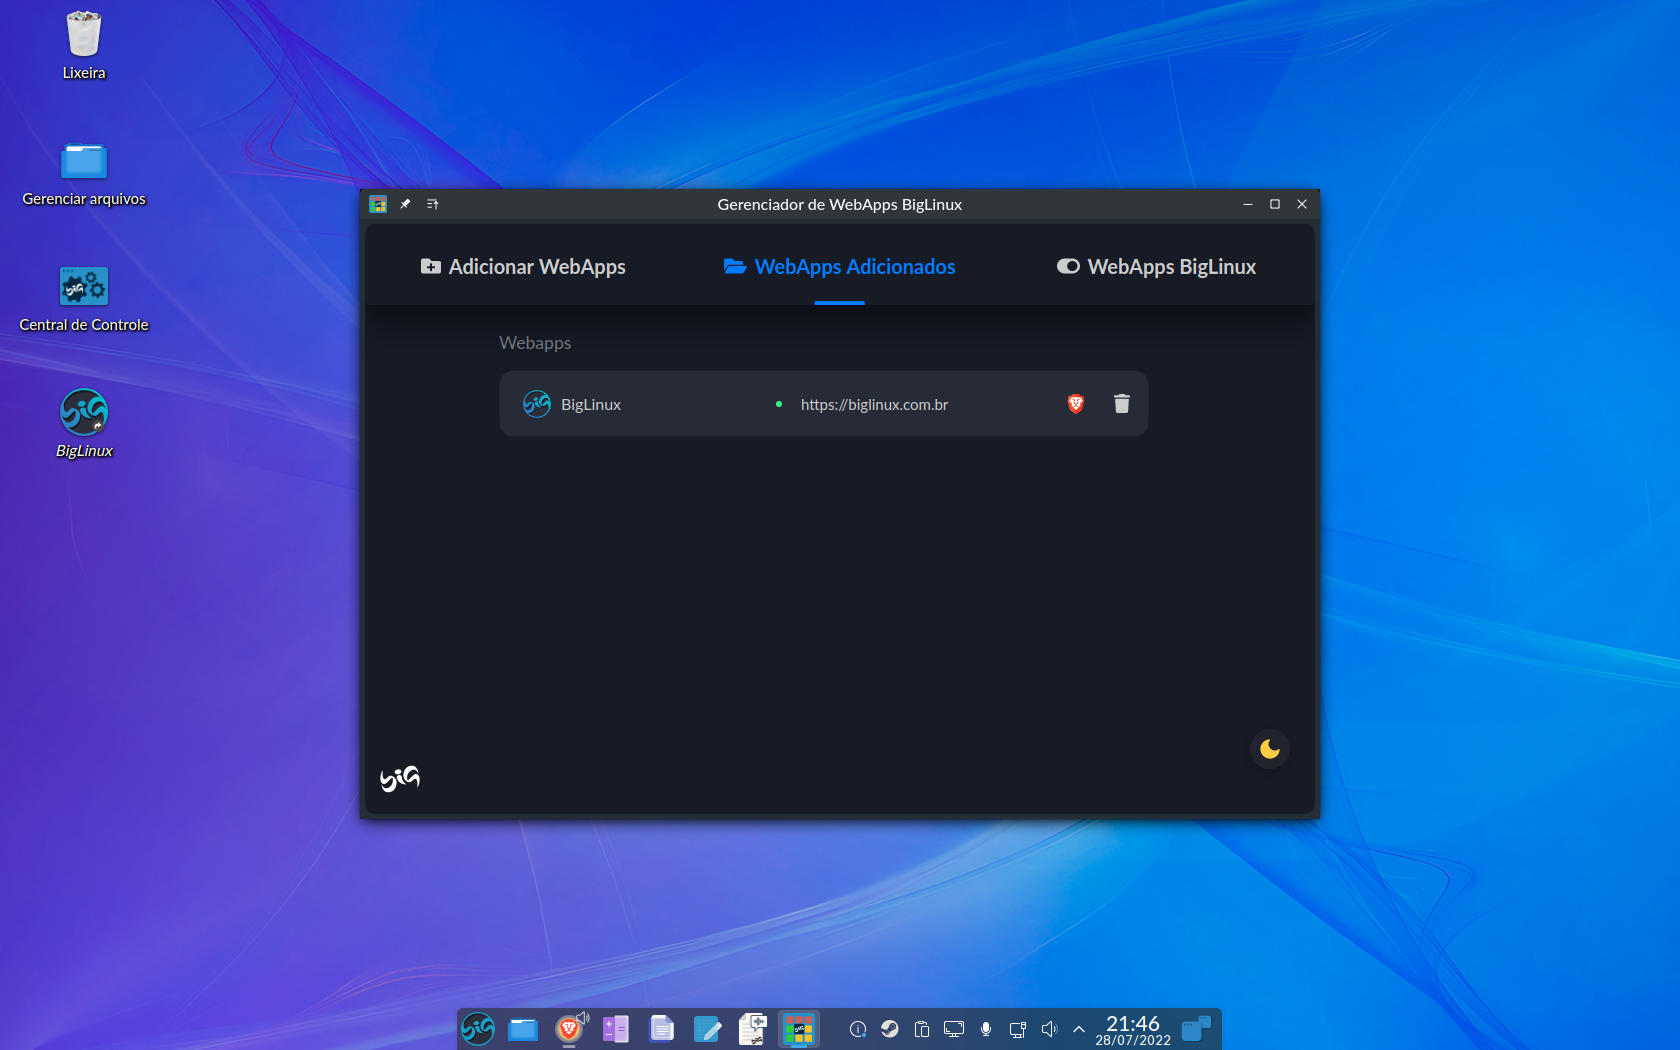 Lixeira
Gerenciar arquivos
Central de Controle
BigLinux
Gerenciador de WebApps BigLinux
Adicionar WebApps
WebApps Adicionados
WebApps BigLinux
Webapps
BigLinux
https://biglinux.com.br
big
21:46
28/07/2022